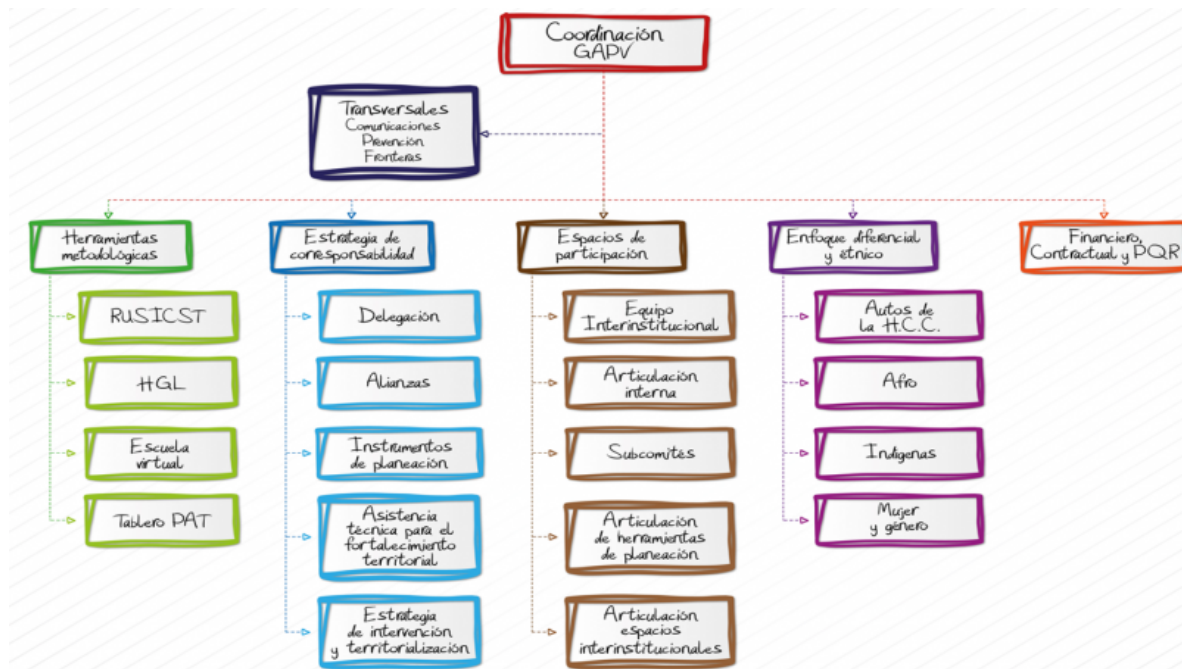 Coordinación
GAPV
Transversales
Comunicaciones
Prevención
Fronteras
Herramientas
metodológicas
RUSICST
HGL
Escuela
virtual
Tablero PAT
Estrategia de
corresponsabilidad
Delegación
Alianzas
Instrumentos
de planeación
Asistencia
técnica para el
fortalecimiento
territorial
Estrategia
de intervención
y territorialización
Espacios de
participación
Equipo
Interinstitucional
Articulación
interna
Subcomités
Articulación
de herramientas
de planeación
Articulación
espacios
interinstitucionales
Enfoque diferencial
y étnico
Autos de
la H.C.C.
Afro
Indígenas
Mujer
y género
Financiero,
Contractual y PQR